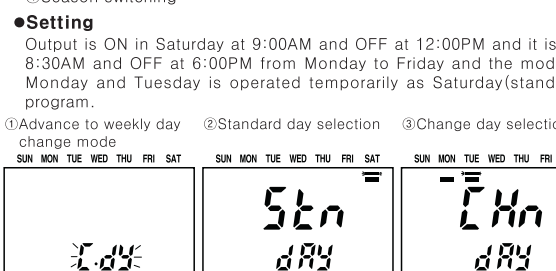 ①Season switching
●Setting
Output is ON in Saturday at 9:00AM and OFF at 12:00PM and it is
8:30AM and OFF at 6:00PM from Monday to Friday and the mod
Monday and Tuesday is operated temporarily as Saturday(stand
program.
①Advance to weekly day ②Standard day selection ③Change day selectio
change mode
SUN MON TUE WED THU FRI SAT SUN MON TUE WED THU FRI SAT SUN MON TUE WED THU FRI
Stn CHn
C.dy dAy dAy